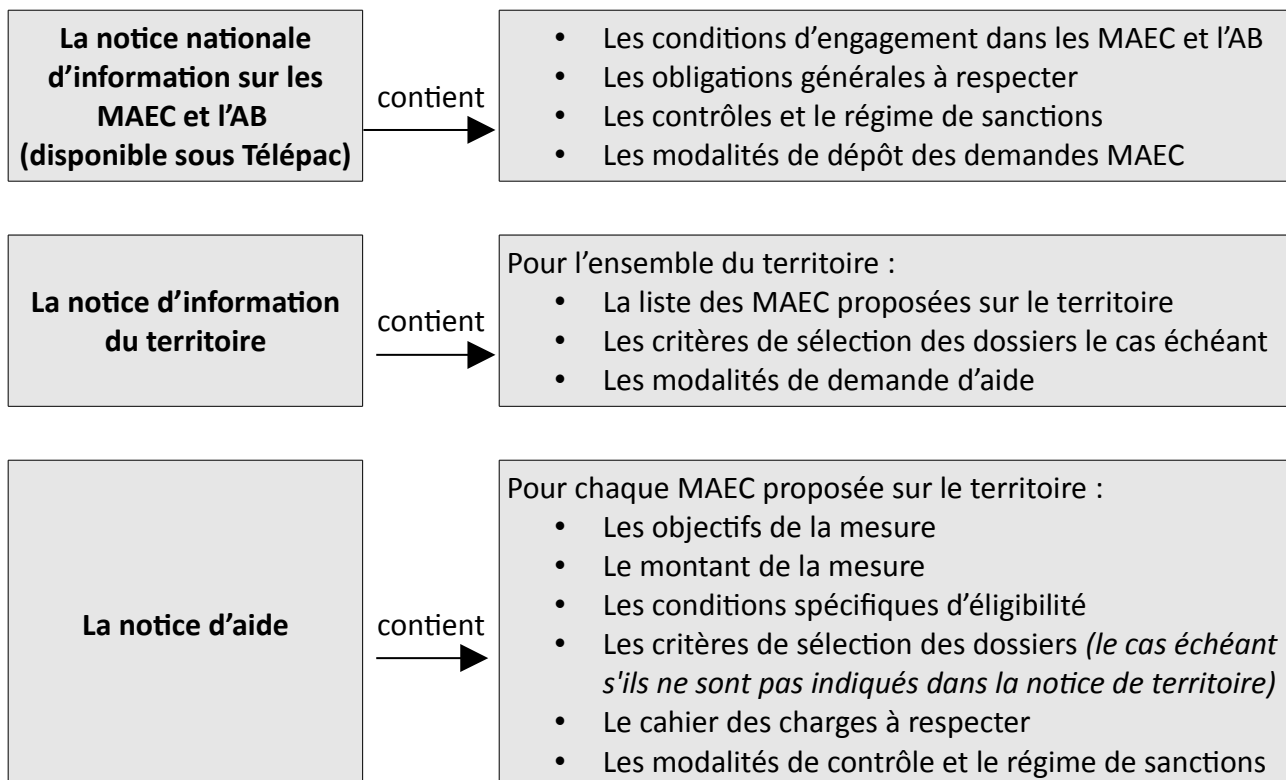 La notice nationale
d’information sur les
MAEC et l’AB
(disponible sous Télépac)
contient
• Les conditions d’engagement dans les MAEC et l’AB
• Les obligations générales à respecter
• Les contrôles et le régime de sanctions
• Les modalités de dépôt des demandes MAEC
La notice d’information
du territoire
contient
Pour l’ensemble du territoire :
• La liste des MAEC proposées sur le territoire
• Les critères de sélection des dossiers le cas échéant
• Les modalités de demande d’aide
La notice d’aide
contient
Pour chaque MAEC proposée sur le territoire :
• Les objectifs de la mesure
• Le montant de la mesure
• Les conditions spécifiques d’éligibilité
• Les critères de sélection des dossiers (le cas échéant
s'ils ne sont pas indiqués dans la notice de territoire)
• Le cahier des charges à respecter
• Les modalités de contrôle et le régime de sanctions